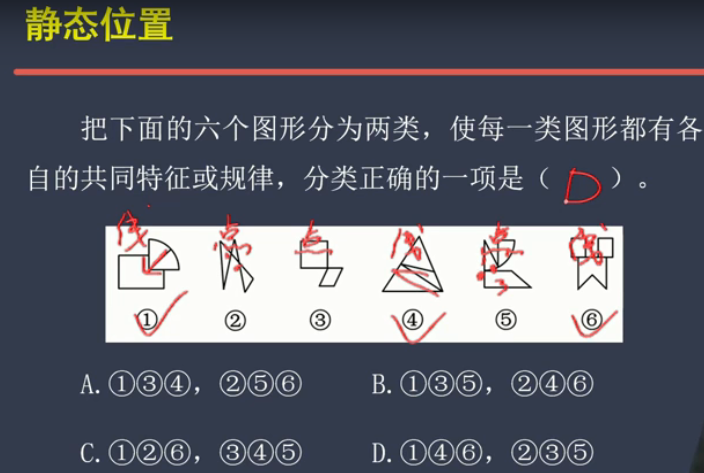 静态位置
把下面的六个图形分为两类，使每一类图形都有各
自的共同特征或规律，分类正确的一项是（ D ）。
线 点 点 线 点 线
① ② ③ ④ ⑤ ⑥
A.①③④，②⑤⑥ B.①③⑤，②④⑥
C.①②⑥，③④⑤ D.①④⑥，②③⑤